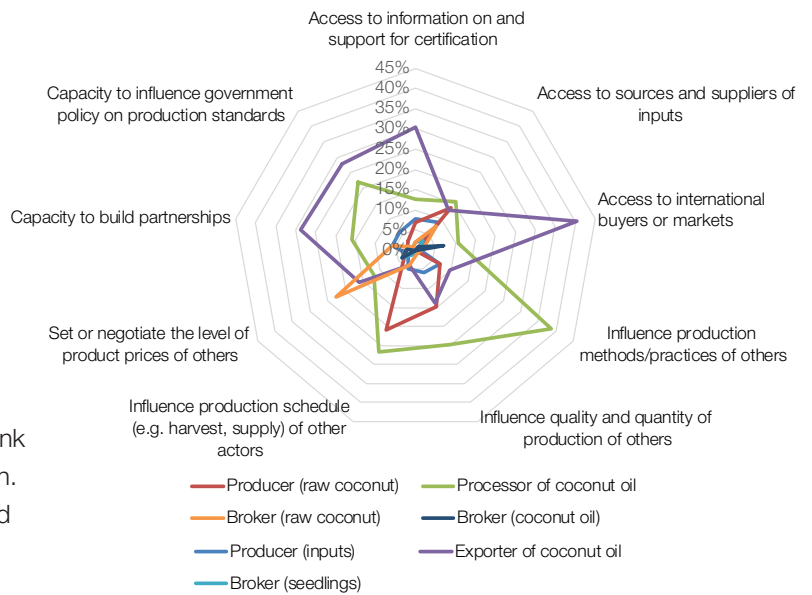 Access to information on and
support for certification
45%
40%
35%
30%
25%
20%
15%
10%
5%
0%
Capacity to influence government
policy on production standards
Access to sources and suppliers of
inputs
Capacity to build partnerships
Access to international
buyers or markets
Set or negotiate the level of
product prices of others
Influence production
methods/practices of others
Influence production schedule
(e.g. harvest, supply) of other
actors
Influence quality and quantity of
production of others
nk
n.
d
Producer (raw coconut)
Processor of coconut oil
Broker (raw coconut)
Broker (coconut oil)
Producer (inputs)
Exporter of coconut oil
Broker (seedlings)